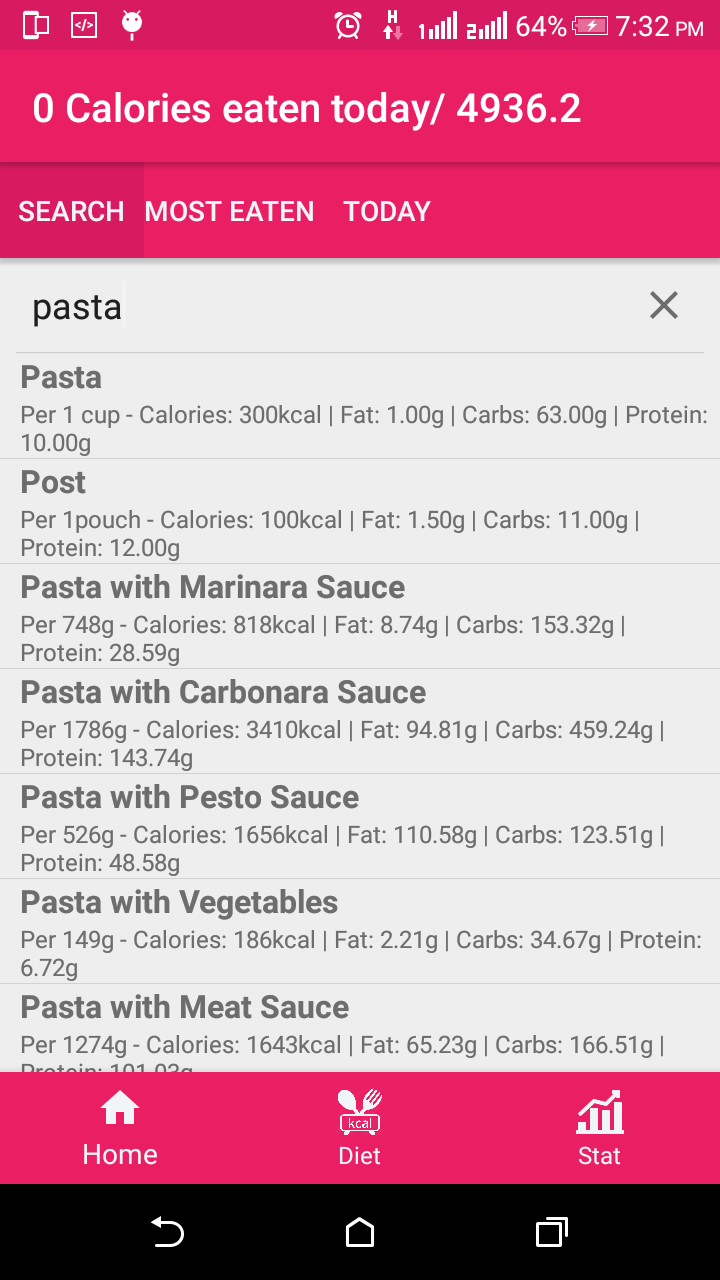 H 1 2 64% 7:32 PM
0 Calories eaten today/ 4936.2
SEARCH MOST EATEN TODAY
pasta
Pasta
Per 1 cup - Calories: 300kcal | Fat: 1.00g | Carbs: 63.00g | Protein:
10.00g
Post
Per 1pouch - Calories: 100kcal | Fat: 1.50g | Carbs: 11.00g |
Protein: 12.00g
Pasta with Marinara Sauce
Per 748g - Calories: 818kcal | Fat: 8.74g | Carbs: 153.32g |
Protein: 28.59g
Pasta with Carbonara Sauce
Per 1786g - Calories: 3410kcal | Fat: 94.81g | Carbs: 459.24g |
Protein: 143.74g
Pasta with Pesto Sauce
Per 526g - Calories: 1656kcal | Fat: 110.58g | Carbs: 123.51g |
Protein: 48.58g
Pasta with Vegetables
Per 149g - Calories: 186kcal | Fat: 2.21g | Carbs: 34.67g | Protein:
6.72g
Pasta with Meat Sauce
Per 1274g - Calories: 1643kcal | Fat: 65.23g | Carbs: 166.51g |
Protein: 101.03g
kcal
Home Diet Stat